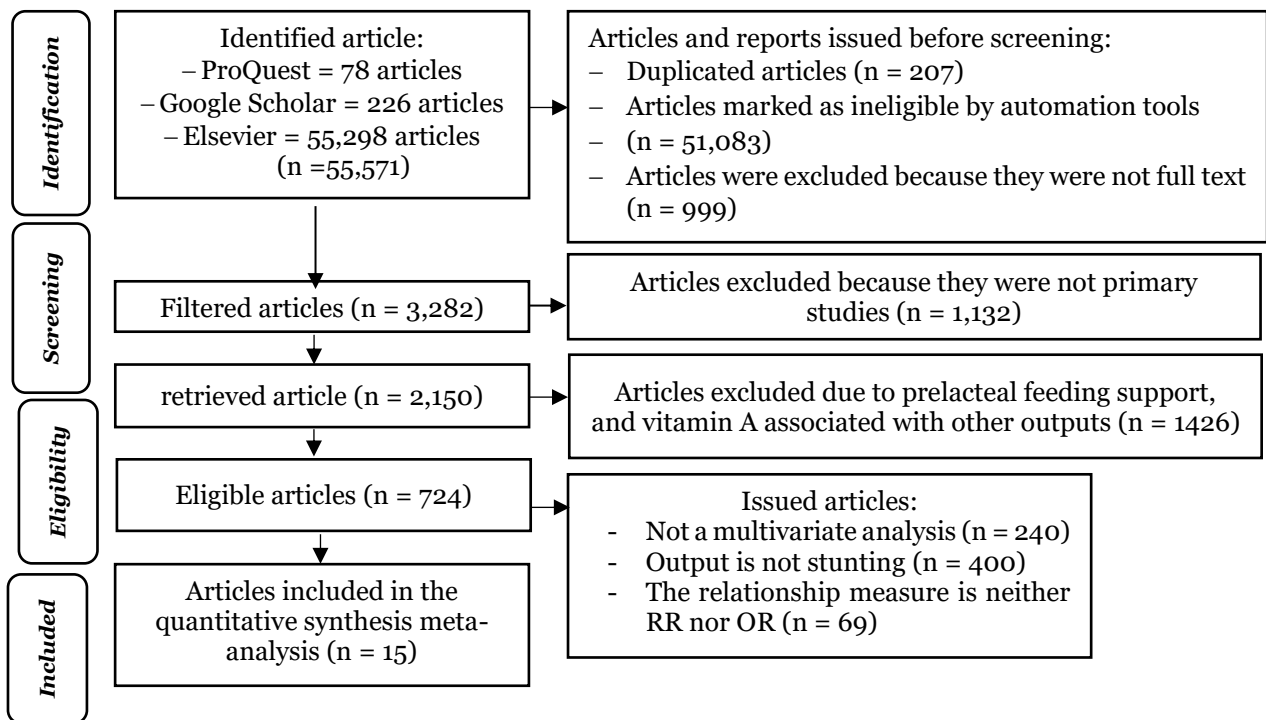 Identification
Identified article:
– ProQuest = 78 articles
– Google Scholar = 226 articles
– Elsevier = 55,298 articles
(n =55,571)
Articles and reports issued before screening:
– Duplicated articles (n = 207)
– Articles marked as ineligible by automation tools
– (n = 51,083)
– Articles were excluded because they were not full text
(n = 999)
Screening
Filtered articles (n = 3,282)
Articles excluded because they were not primary
studies (n = 1,132)
retrieved article (n = 2,150)
Articles excluded due to prelacteal feeding support,
and vitamin A associated with other outputs (n = 1426)
Eligibility
Eligible articles (n = 724)
Issued articles:
- Not a multivariate analysis (n = 240)
- Output is not stunting (n = 400)
- The relationship measure is neither
RR nor OR (n = 69)
Included
Articles included in the
quantitative synthesis meta-
analysis (n = 15)